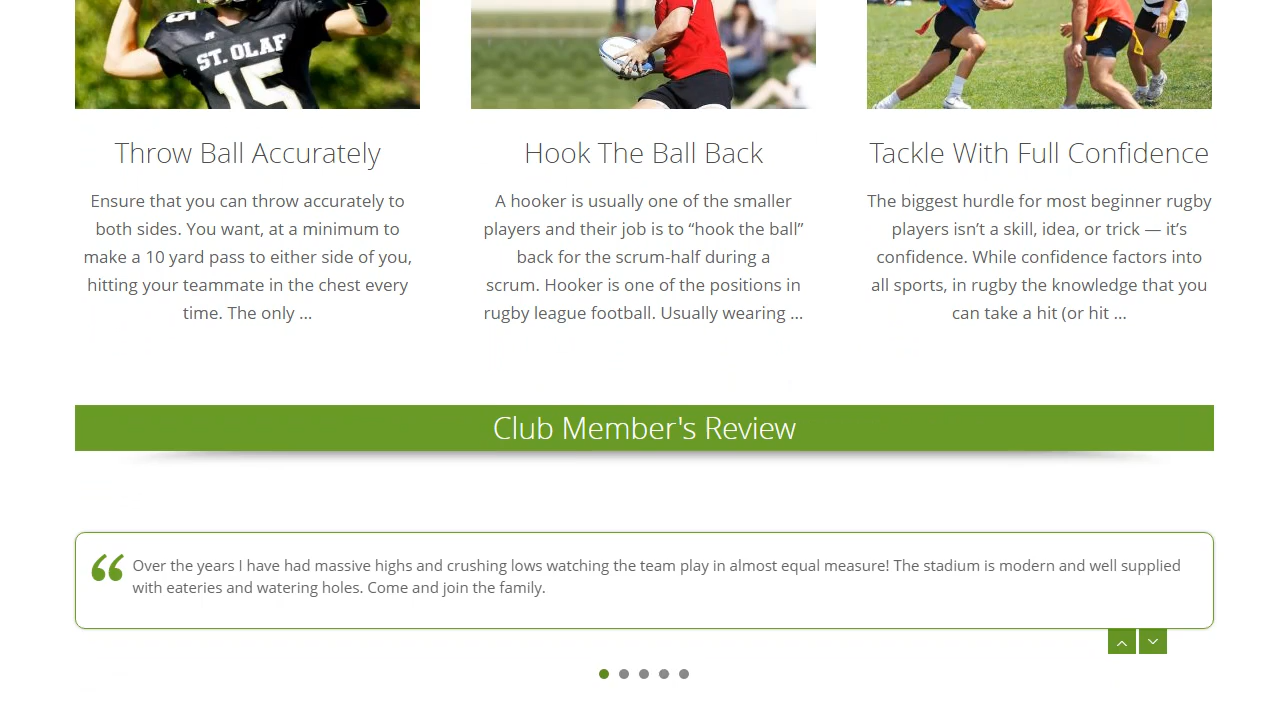 ST. OLAF
15
Throw Ball Accurately
Ensure that you can throw accurately to
both sides. You want, at a minimum to
make a 10 yard pass to either side of you,
hitting your teammate in the chest every
time. The only ...
Hook The Ball Back
A hooker is usually one of the smaller
players and their job is to “hook the ball”
back for the scrum-half during a
scrum. Hooker is one of the positions in
rugby league football. Usually wearing ...
Tackle With Full Confidence
The biggest hurdle for most beginner rugby
players isn’t a skill, idea, or trick — it’s
confidence. While confidence factors into
all sports, in rugby the knowledge that you
can take a hit (or hit ...
Club Member's Review
Over the years I have had massive highs and crushing lows watching the team play in almost equal measure! The stadium is modern and well supplied
with eateries and watering holes. Come and join the family.